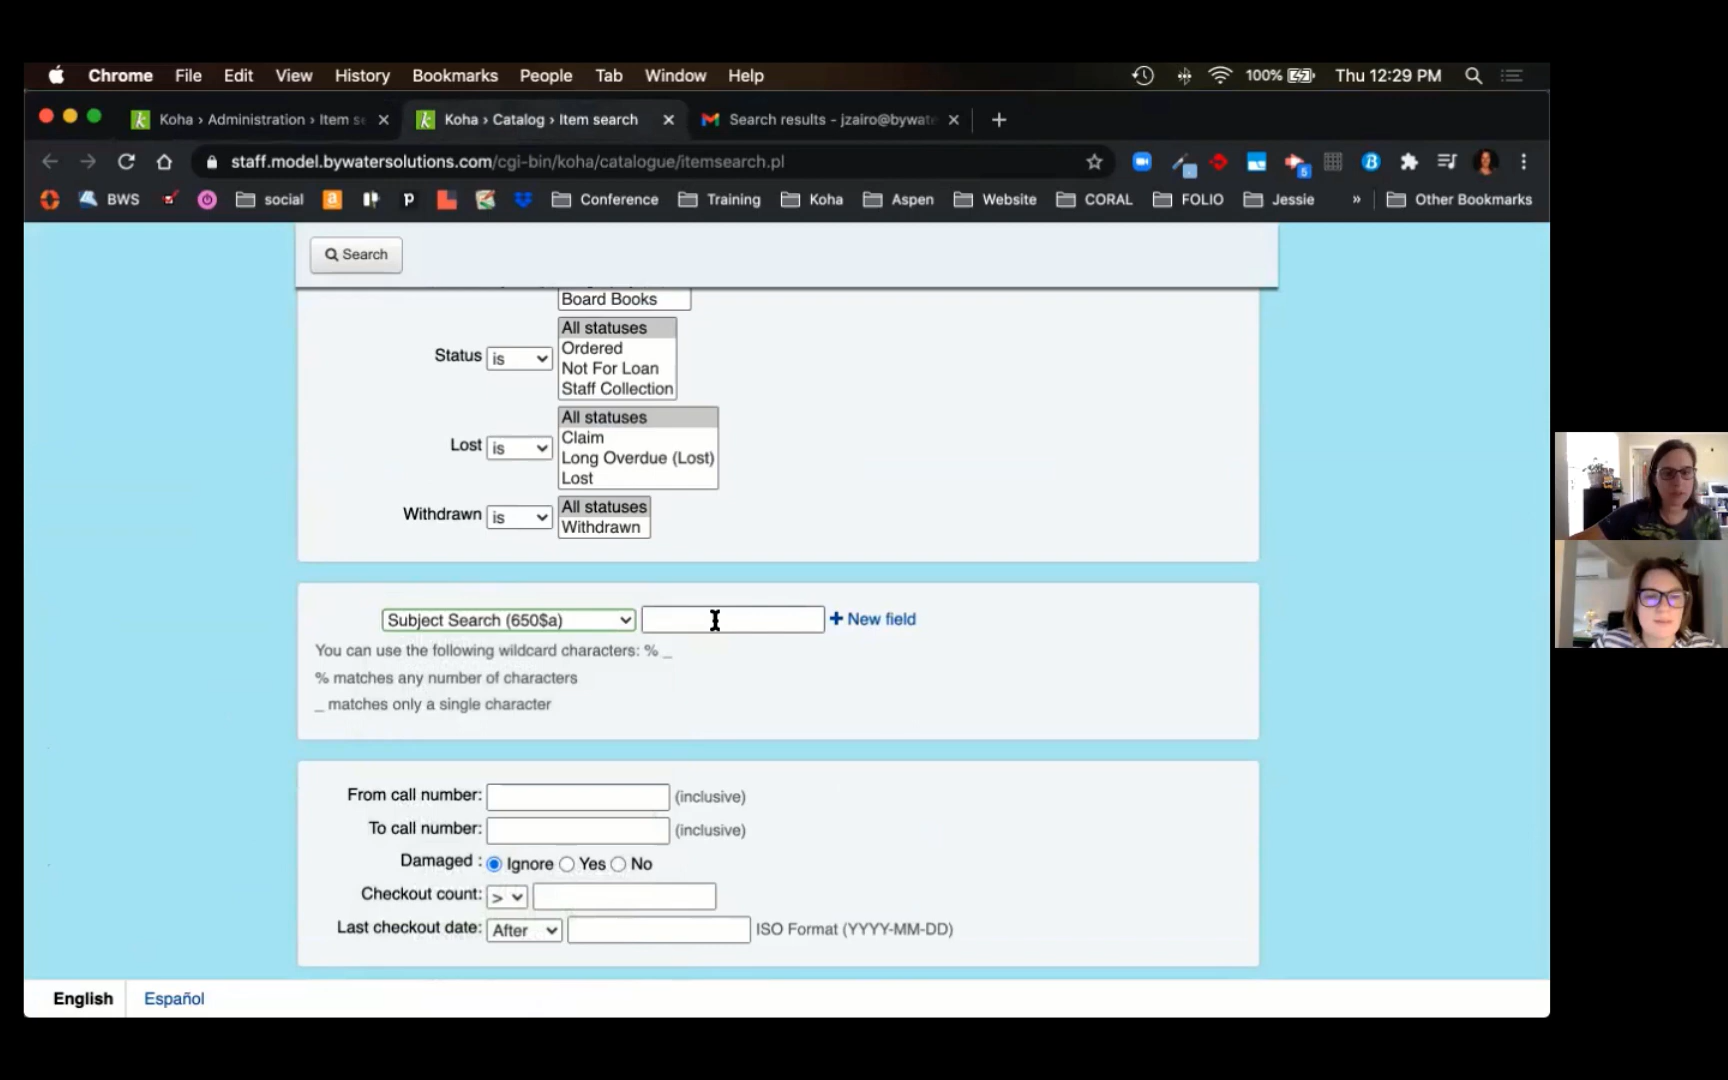 Chrome File Edit View History Bookmarks People Tab Window Help 100% Thu 12:29 PM
Koha › Administration › Item se Koha › Catalog › Item search Search results - jzairo@bywate
staff.model.bywatersolutions.com/cgi-bin/koha/catalogue/itemsearch.pl
BWS social Conference Training Koha Aspen Website CORAL FOLIO Jessie » Other Bookmarks
Search
Board Books
Status is All statuses
Ordered
Not For Loan
Staff Collection
Lost is All statuses
Claim
Long Overdue (Lost)
Lost
Withdrawn is All statuses
Withdrawn
Subject Search (650$a) + New field
You can use the following wildcard characters: % _
% matches any number of characters
_ matches only a single character
From call number: (inclusive)
To call number: (inclusive)
Damaged : Ignore Yes No
Checkout count: >
Last checkout date: After ISO Format (YYYY-MM-DD)
English Español